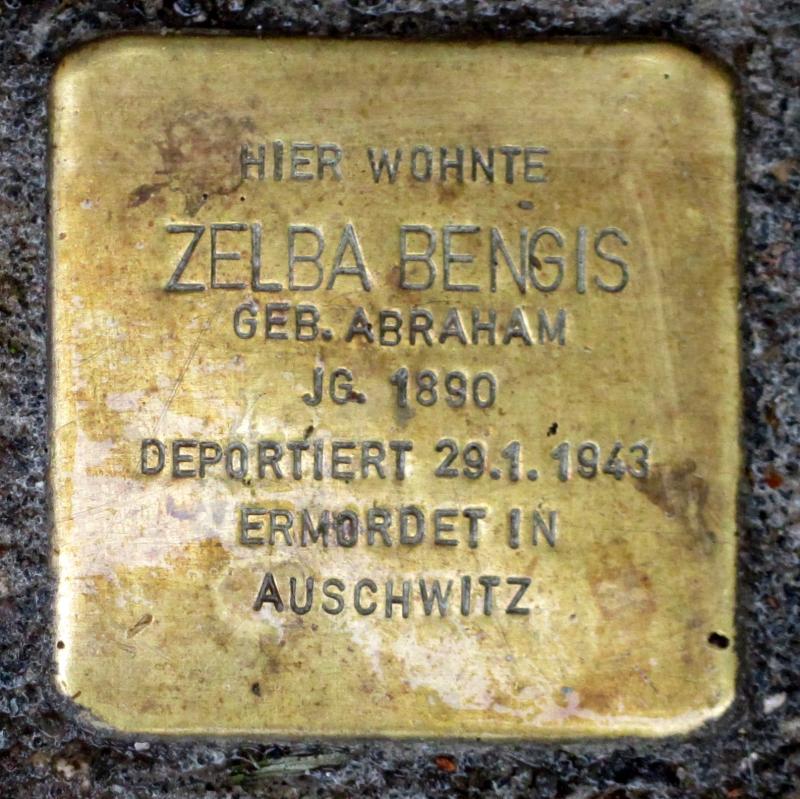 HIER WOHNTE
ZELBA BENGIS
GEB. ABRAHAM
JG. 1890
DEPORTIERT 29.1.1943
ERMORDET IN
AUSCHWITZ